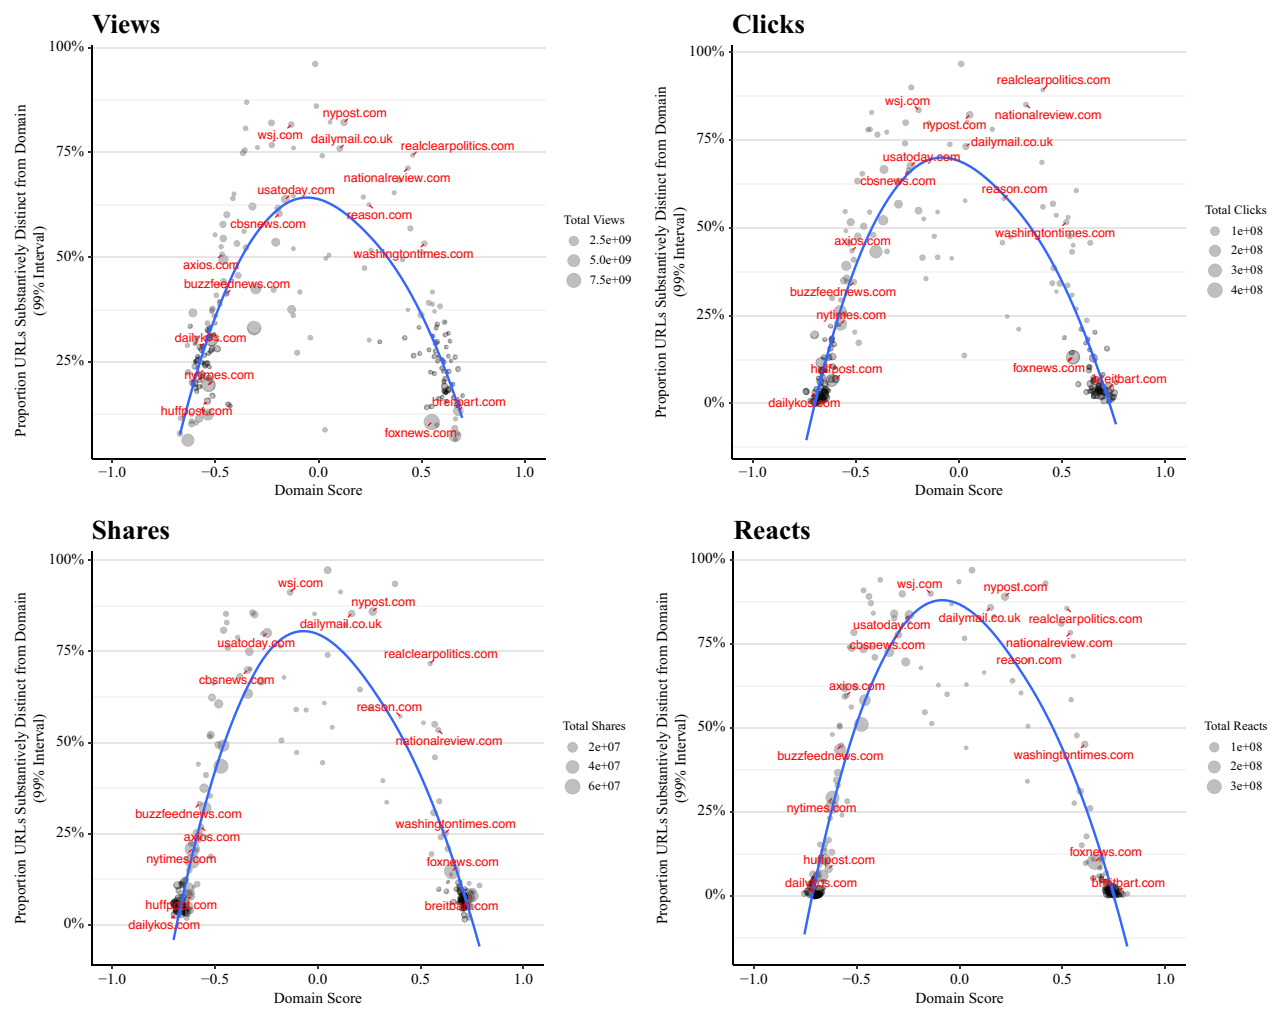 Views
100%
75%
50%
25%
Proportion URLs Substantively Distinct from Domain
(99% Interval)
nypost.com
wsj.com
dailymail.co.uk
realclearpolitics.com
nationalreview.com
usatoday.com
reason.com
cbsnews.com
washingtontimes.com
axios.com
buzzfeednews.com
dailykos.com
nytimes.com
huffpost.com
breitbart.com
foxnews.com
−1.0
−0.5
0.0
0.5
1.0
Domain Score
Total Views
2.5e+09
5.0e+09
7.5e+09
Clicks
100%
75%
50%
25%
0%
Proportion URLs Substantively Distinct from Domain
(99% Interval)
realclearpolitics.com
wsj.com
nationalreview.com
nypost.com
dailymail.co.uk
usatoday.com
cbsnews.com
reason.com
washingtontimes.com
axios.com
buzzfeednews.com
nytimes.com
huffpost.com
foxnews.com
breitbart.com
dailykos.com
−1.0
−0.5
0.0
0.5
1.0
Domain Score
Total Clicks
1e+08
2e+08
3e+08
4e+08
Shares
100%
75%
50%
25%
0%
Proportion URLs Substantively Distinct from Domain
(99% Interval)
wsj.com
nypost.com
dailymail.co.uk
usatoday.com
realclearpolitics.com
cbsnews.com
reason.com
nationalreview.com
buzzfeednews.com
washingtontimes.com
axios.com
nytimes.com
foxnews.com
huffpost.com
breitbart.com
dailykos.com
−1.0
−0.5
0.0
0.5
1.0
Domain Score
Total Shares
2e+07
4e+07
6e+07
Reacts
100%
75%
50%
25%
0%
Proportion URLs Substantively Distinct from Domain
(99% Interval)
wsj.com
nypost.com
dailymail.co.uk
realclearpolitics.com
usatoday.com
nationalreview.com
cbsnews.com
reason.com
axios.com
buzzfeednews.com
washingtontimes.com
nytimes.com
foxnews.com
huffpost.com
dailykos.com
breitbart.com
−1.0
−0.5
0.0
0.5
1.0
Domain Score
Total Reacts
1e+08
2e+08
3e+08